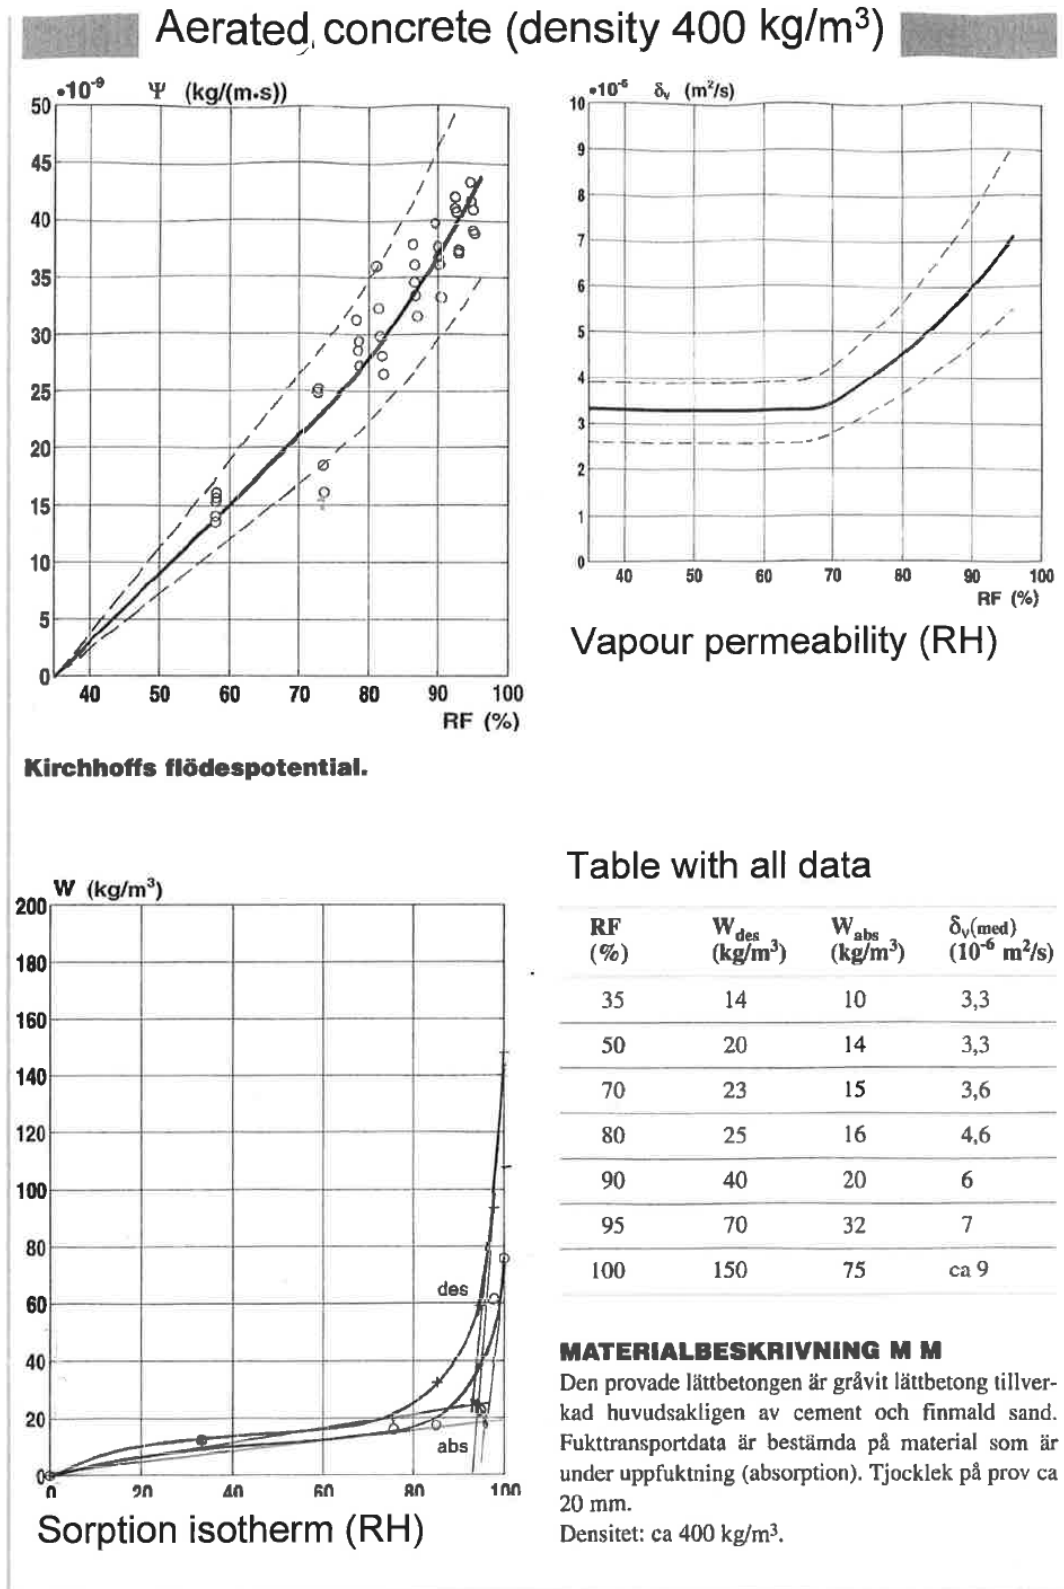 Aerated concrete (density 400 kg/m³)
•10⁻⁹ Ψ (kg/(m•s))
50
45
40
35
30
25
20
15
10
5
0
40 50 60 70 80 90 100
RF (%)
Kirchhoffs flödespotential.
•10⁻⁶ δᵥ (m²/s)
10
9
8
7
6
5
4
3
2
1
0
40 50 60 70 80 90 100
RF (%)
Vapour permeability (RH)
W (kg/m³)
200
180
160
140
120
100
80
60
40
20
0
des
abs
0 20 40 60 80 100
Sorption isotherm (RH)
Table with all data
RF W des W abs δᵥ(med)
(%) (kg/m³) (kg/m³) (10⁻⁶ m²/s)
35 14 10 3,3
50 20 14 3,3
70 23 15 3,6
80 25 16 4,6
90 40 20 6
95 70 32 7
100 150 75 ca 9
MATERIALBESKRIVNING M M
Den provade lättbetongen är gråvit lättbetong tillver-
kad huvudsakligen av cement och finmald sand.
Fukttransportdata är bestämda på material som är
under uppfuktning (absorption). Tjocklek på prov ca
20 mm.
Densitet: ca 400 kg/m³.